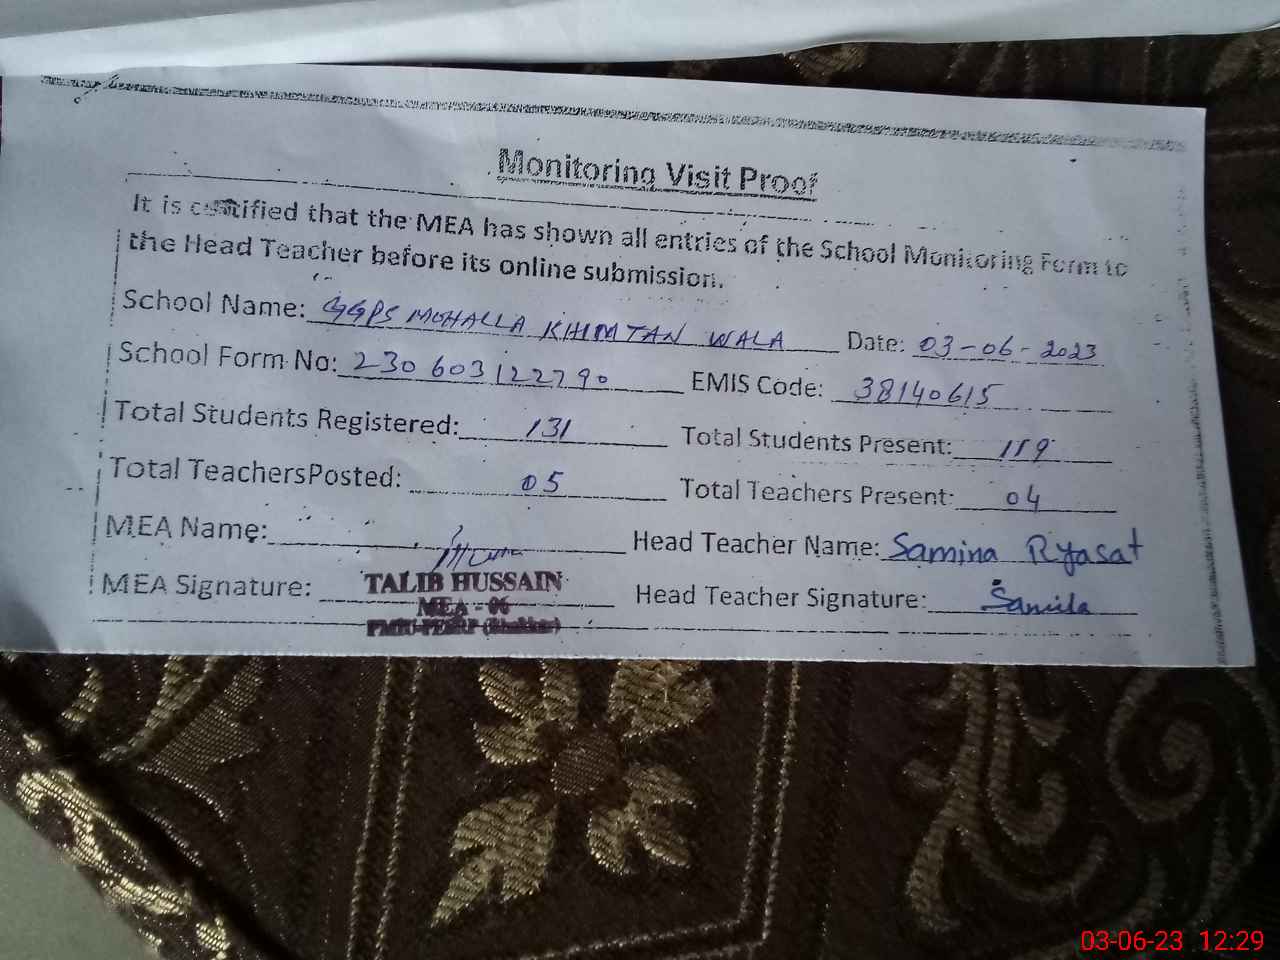 Monitoring Visit Proof
It is certified that the MEA has shown all entries of the School Monitoring Form to
the Head Teacher before its online submission.
School Name: GGPS MOHALLA KHIMTAN WALA Date: 03-06-2023
School Form No: 230603122790 EMIS Code: 38140615
Total Students Registered: 131 Total Students Present: 119
Total TeachersPosted: 05 Total Teachers Present: 04
MEA Name: Head Teacher Name: Samina Ryasat
MEA Signature: TALIB HUSSAIN Head Teacher Signature: Samila
MEA - 06
PMIU-PESRP (Bhakkar)
03-06-23 12:29